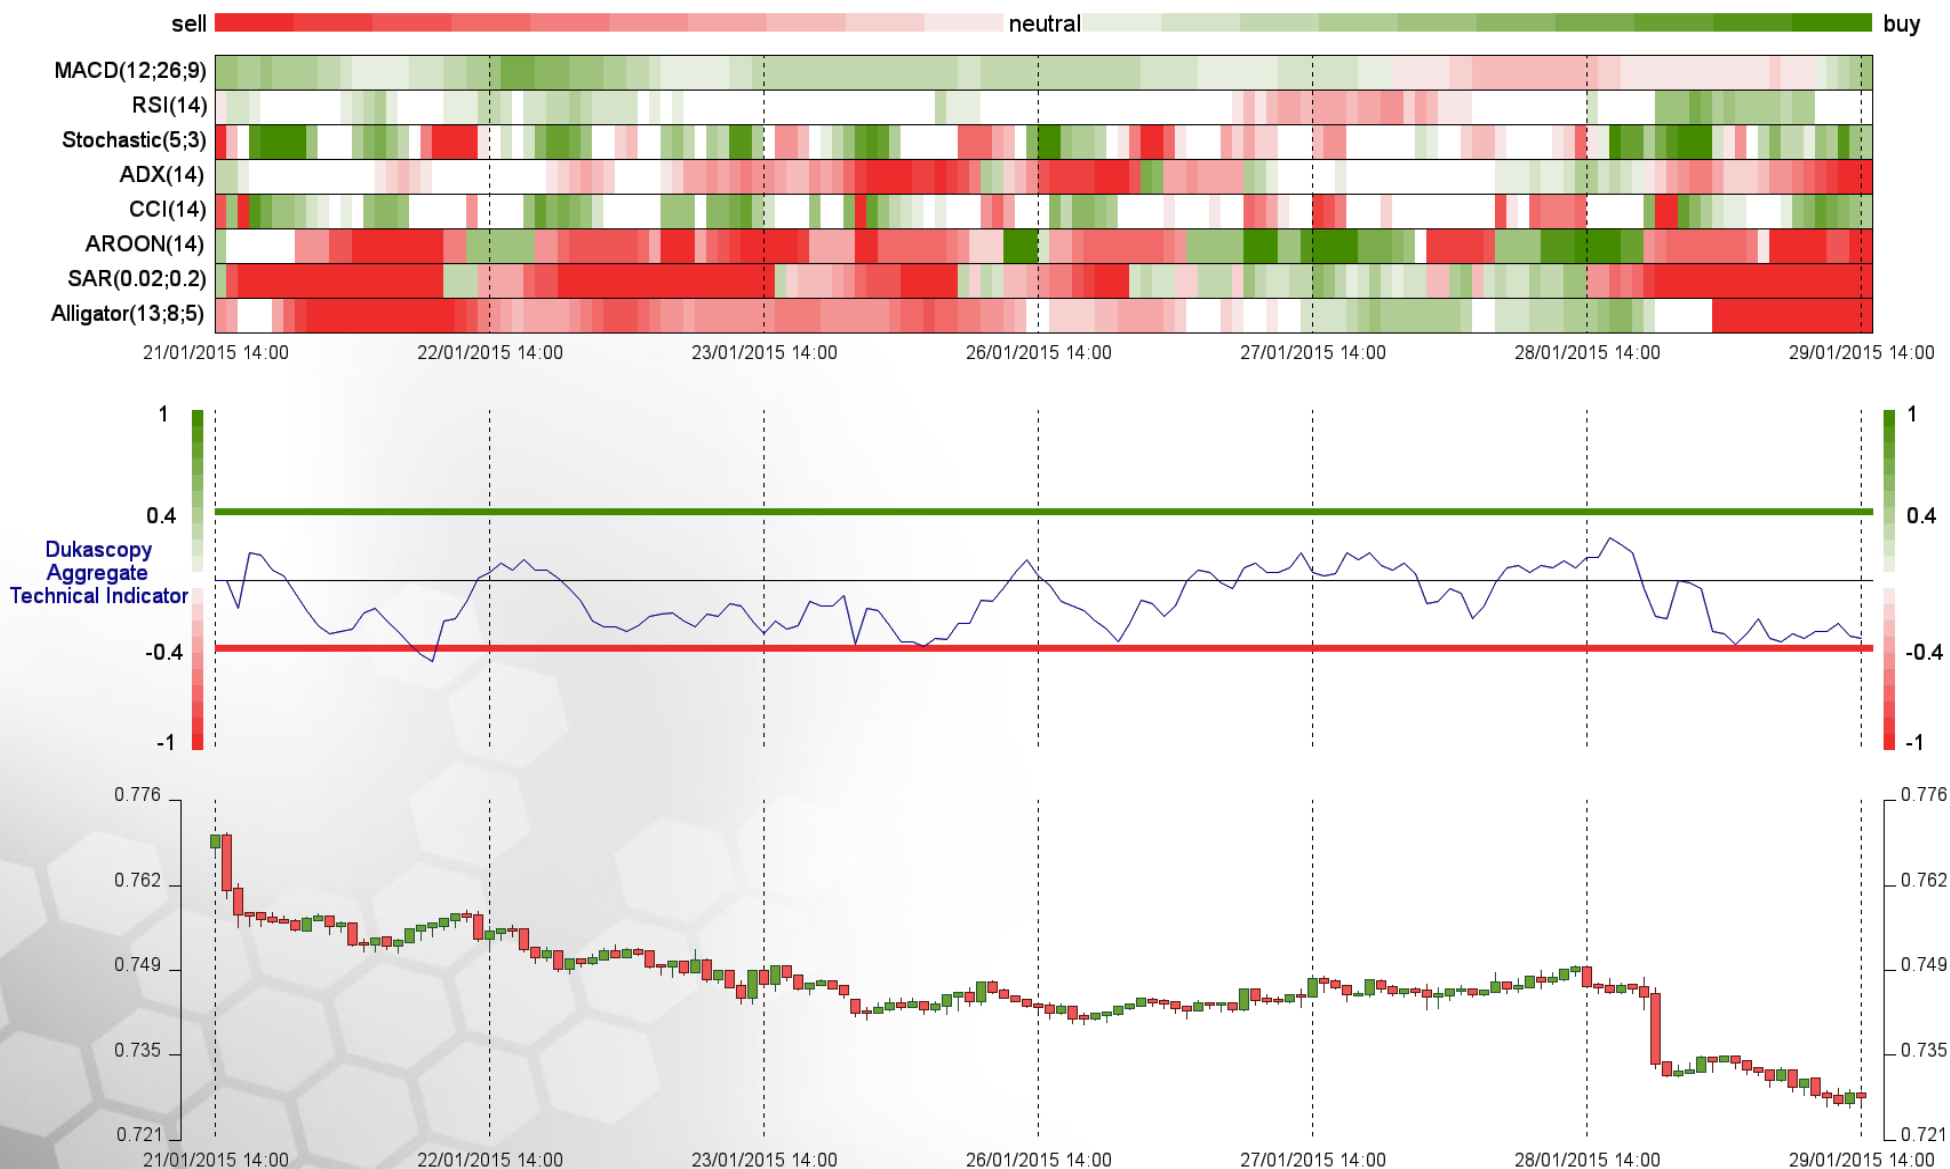 sell neutral buy
MACD(12;26;9)
RSI(14)
Stochastic(5;3)
ADX(14)
CCI(14)
AROON(14)
SAR(0.02;0.2)
Alligator(13;8;5)
21/01/2015 14:00 22/01/2015 14:00 23/01/2015 14:00 26/01/2015 14:00 27/01/2015 14:00 28/01/2015 14:00 29/01/2015 14:00
1 1
0.4 0.4
Dukascopy
Aggregate
Technical Indicator
-0.4 -0.4
-1 -1
0.776 0.776
0.762 0.762
0.749 0.749
0.735 0.735
0.721 0.721
21/01/2015 14:00 22/01/2015 14:00 23/01/2015 14:00 26/01/2015 14:00 27/01/2015 14:00 28/01/2015 14:00 29/01/2015 14:00